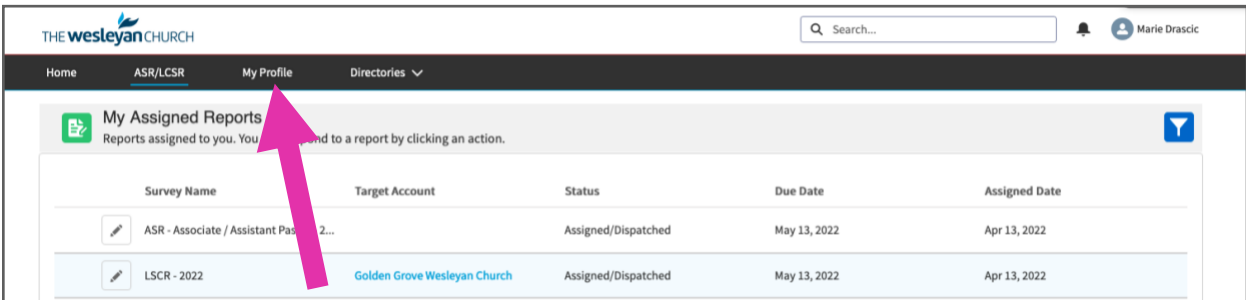 THE wesleyan CHURCH
Search...
Marie Drascic
Home ASR/LCSR My Profile Directories
My Assigned Reports
Reports assigned to you. You to a report by clicking an action.
Survey Name Target Account Status Due Date Assigned Date
ASR - Associate / Assistant 2... Assigned/Dispatched May 13, 2022 Apr 13, 2022
LSCR - 2022 Golden Grove Wesleyan Church Assigned/Dispatched May 13, 2022 Apr 13, 2022